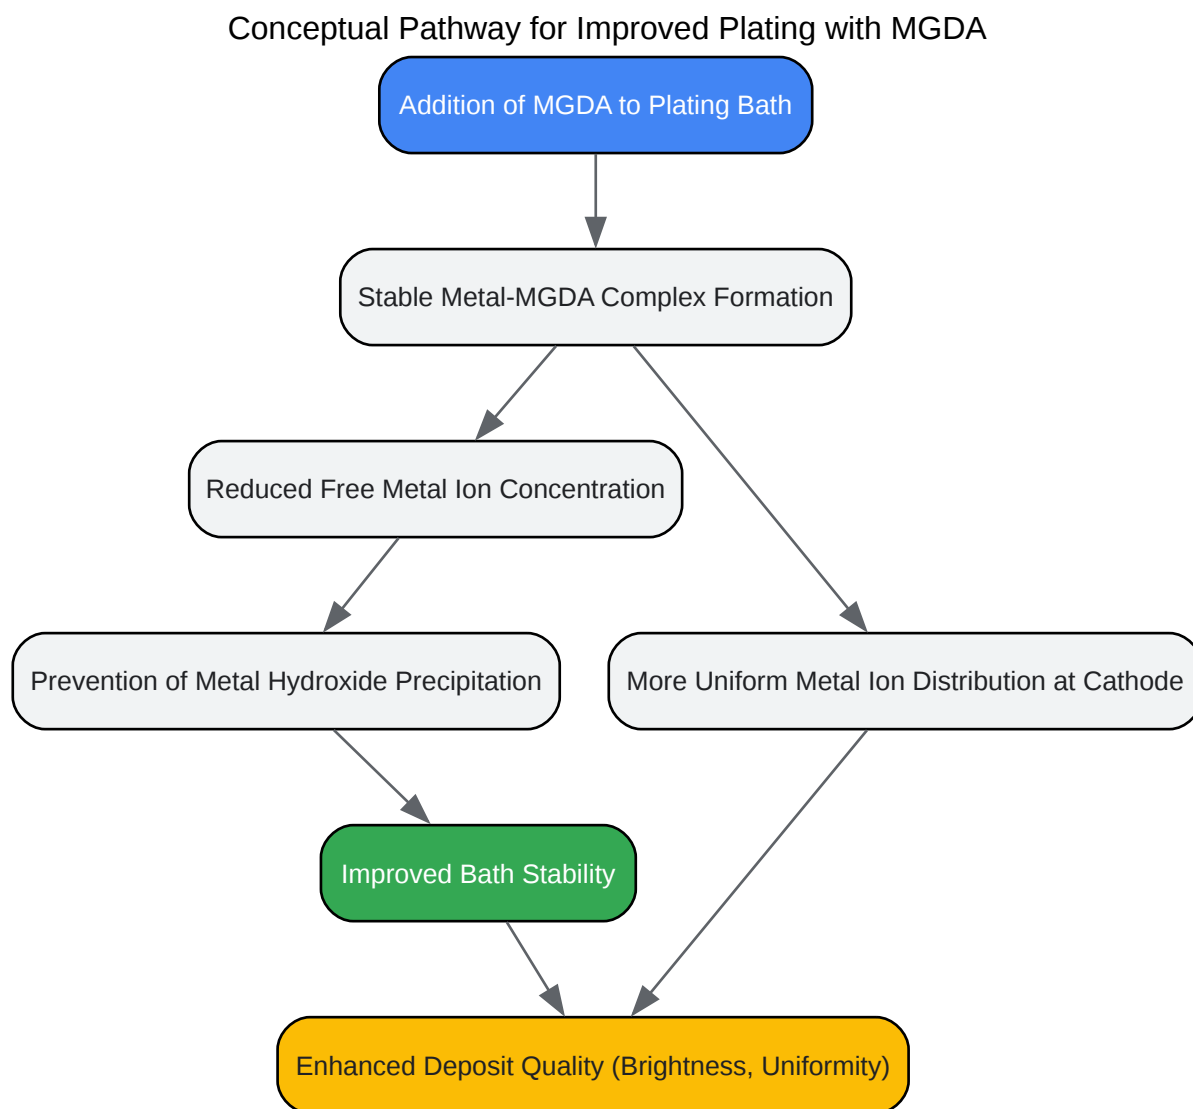 Conceptual Pathway for Improved Plating with MGDA
Addition of MGDA to Plating Bath
Stable Metal-MGDA Complex Formation
Reduced Free Metal Ion Concentration
Prevention of Metal Hydroxide Precipitation
More Uniform Metal Ion Distribution at Cathode
Improved Bath Stability
Enhanced Deposit Quality (Brightness, Uniformity)